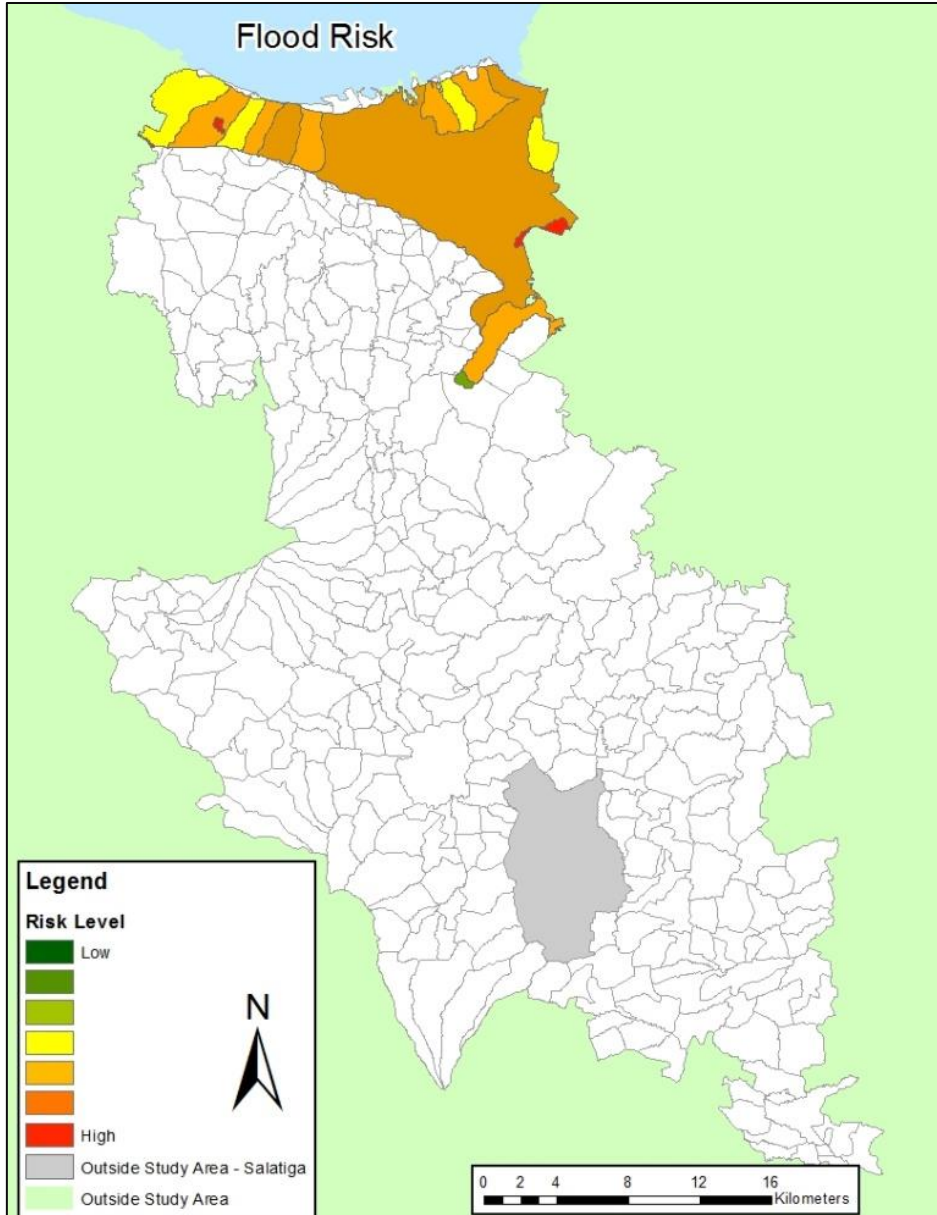 Flood Risk
Legend
Risk Level
Low
High
Outside Study Area - Salatiga
Outside Study Area
N
0 2 4 8 12 16
Kilometers